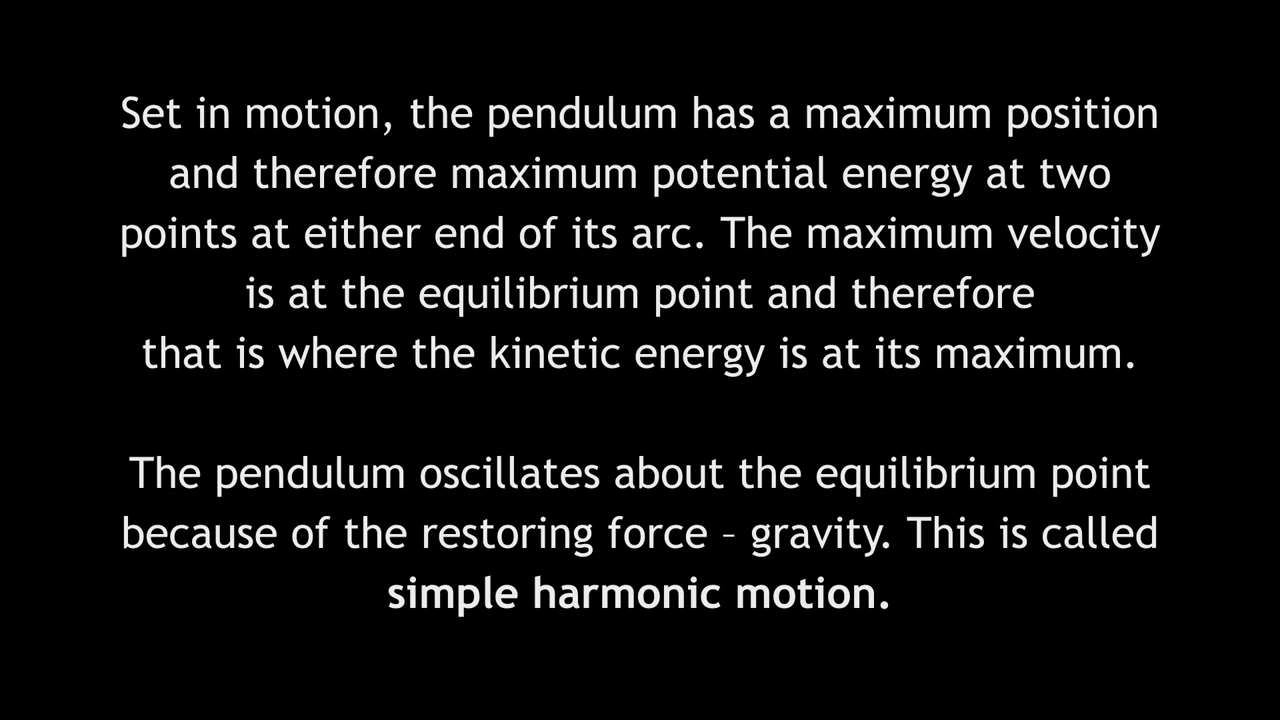 Set in motion, the pendulum has a maximum position
and therefore maximum potential energy at two
points at either end of its arc. The maximum velocity
is at the equilibrium point and therefore
that is where the kinetic energy is at its maximum.
The pendulum oscillates about the equilibrium point
because of the restoring force – gravity. This is called
simple harmonic motion.